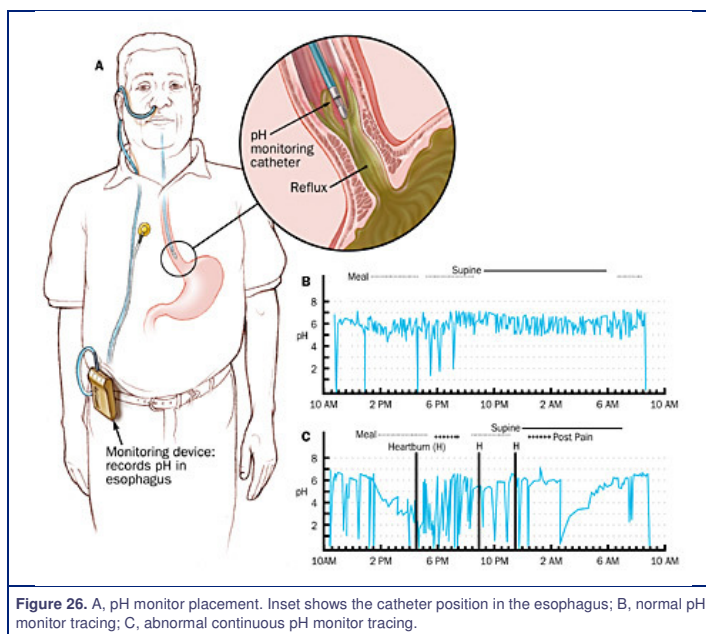 A
pH
monitoring
catheter
Reflux
Monitoring device:
records pH in
esophagus
B
Meal
Supine
8
6
pH
4
2
10 AM 2 PM 6 PM 10 PM 2 AM 6 AM 10 AM
C
Meal
Supine
Heartburn (H) H H Post Pain
8
6
pH
4
2
10 AM 2 PM 6 PM 10 PM 2 AM 6 AM 10 AM
Figure 26. A, pH monitor placement. Inset shows the catheter position in the esophagus; B, normal pH
monitor tracing; C, abnormal continuous pH monitor tracing.